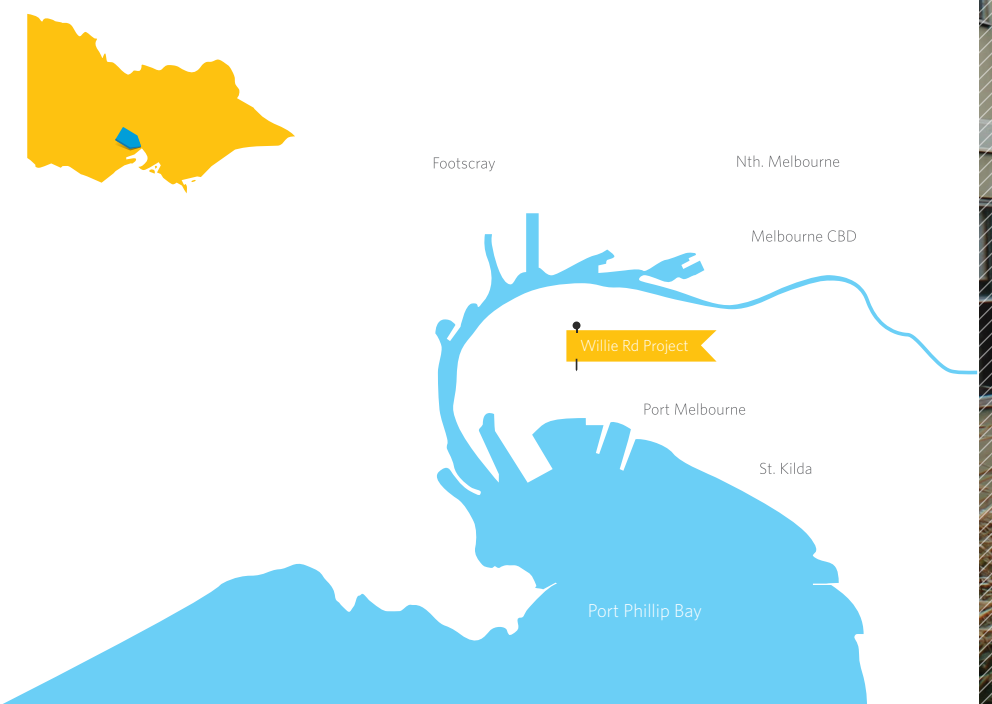 Footscray
Nth. Melbourne
Melbourne CBD
Willie Rd Project
Port Melbourne
St. Kilda
Port Phillip Bay